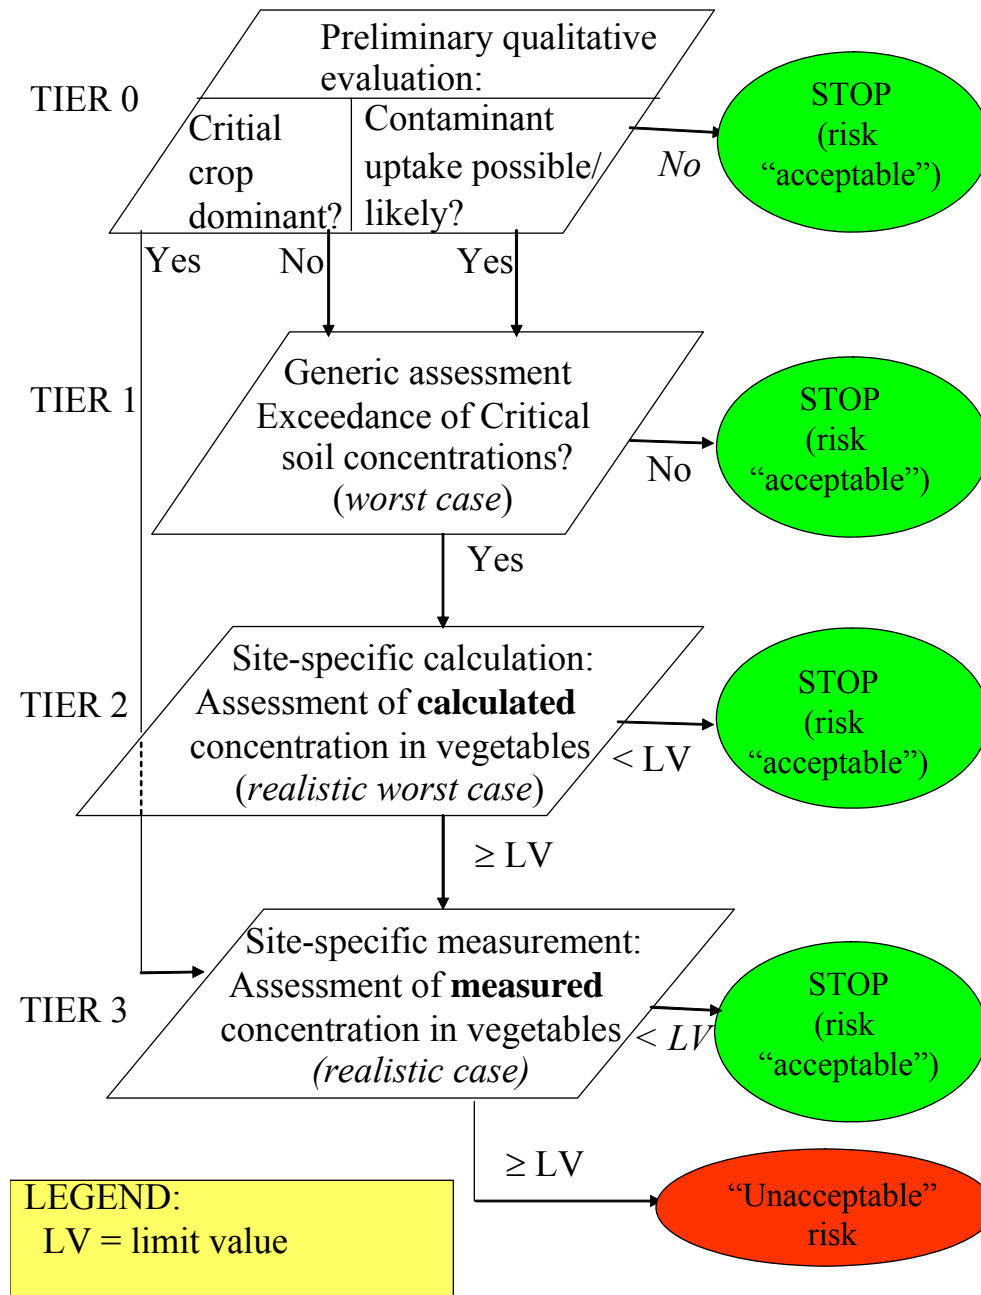 Preliminary qualitative
evaluation:
TIER 0
Critial
crop
dominant?
Contaminant
uptake possible/
likely?
No
STOP
(risk
“acceptable”)
Yes
No
Yes
TIER 1
Generic assessment
Exceedance of Critical
soil concentrations?
(worst case)
No
STOP
(risk
“acceptable”)
Yes
TIER 2
Site-specific calculation:
Assessment of calculated
concentration in vegetables
(realistic worst case)
< LV
STOP
(risk
“acceptable”)
≥ LV
TIER 3
Site-specific measurement:
Assessment of measured
concentration in vegetables
(realistic case)
< LV
STOP
(risk
“acceptable”)
≥ LV
“Unacceptable”
risk
LEGEND:
LV = limit value